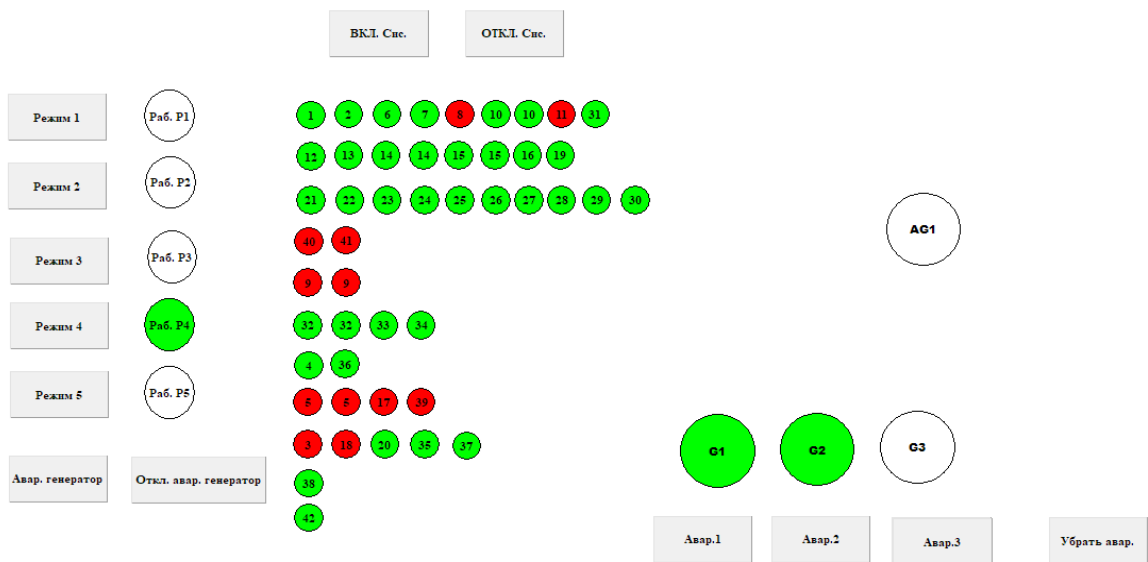 ВКЛ. Сис. ОТКЛ. Сис.
Режим 1 Раб. Р1 1 2 6 7 8 10 10 11 31
12 13 14 14 15 15 16 19
Режим 2 Раб. Р2 21 22 23 24 25 26 27 28 29 30
AG1
Режим 3 Раб. Р3 40 41
9 9
Режим 4 Раб. Р4 32 32 33 34
4 36
Режим 5 Раб. Р5 5 5 17 39
3 18 20 35 37
G1 G2 G3
Авар. генератор Откл. авар. генератор 38
42
Авар.1 Авар.2 Авар.3 Убрать авар.